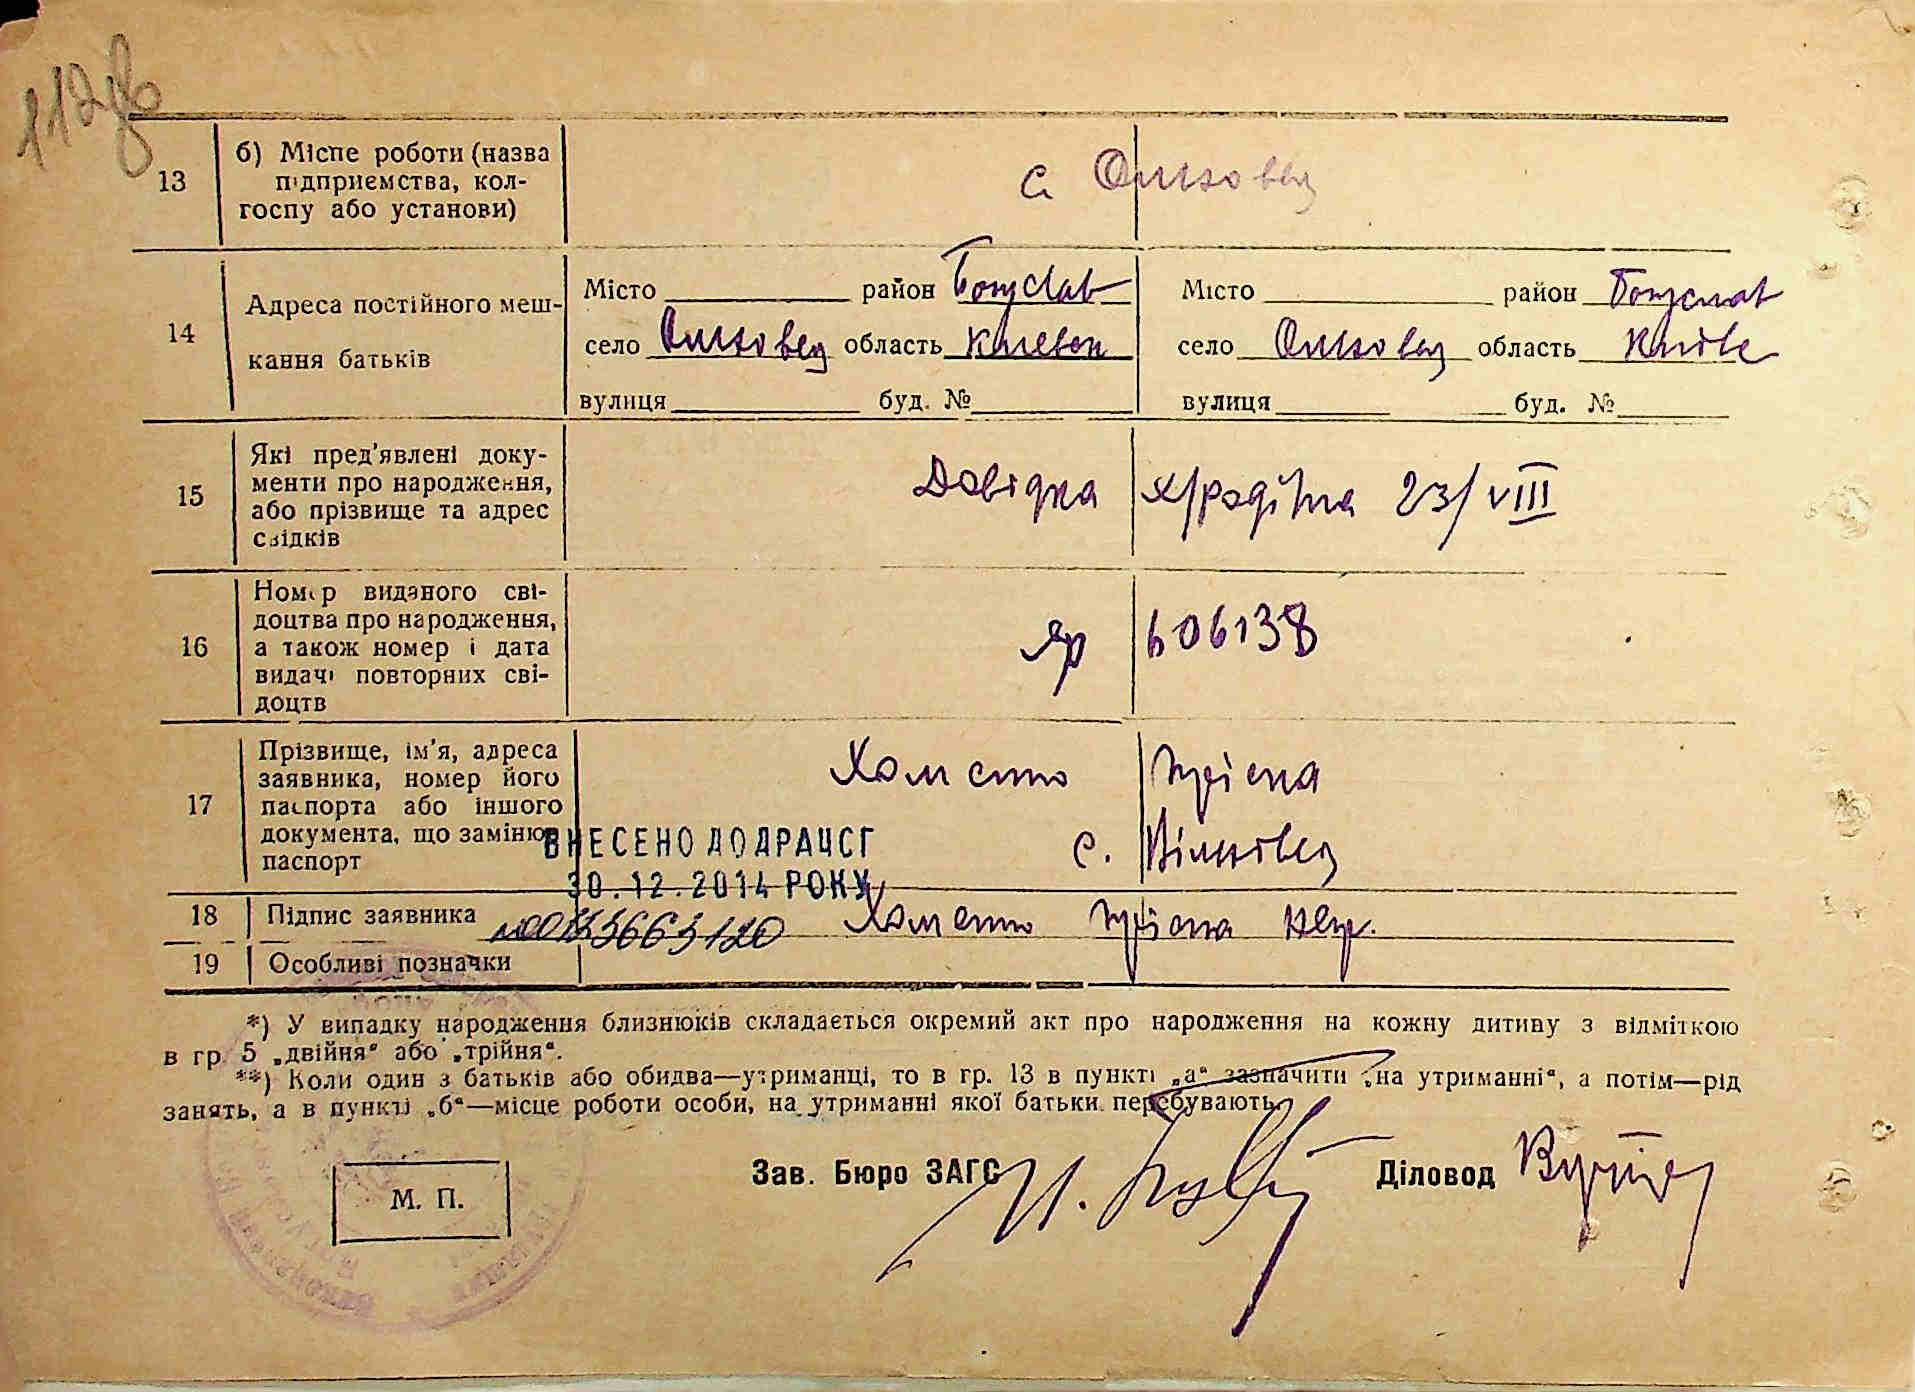 112зв
13
б) Місце роботи (назва
підприємства, кол-
госпу або установи)
с.
14
Адреса постійного меш-
кання батьків
Місто район Богуслав
село область Київск
вулиця буд. №
Місто район Богуслав
село область Київс
вулиця буд. №
15
Які пред'явлені доку-
менти про народження,
або прізвище та адрес
свідків
Довідка 23/VIII
16
Номер виданого сві-
доцтва про народження,
а також номер і дата
видачі повторних сві-
доцтв
яр 606138
17
Прізвище, ім'я, адреса
заявника, номер його
паспорта або іншого
документа, що замінює
паспорт
Хоменко
с.
ВНЕСЕНО ДО ДРАЦСГ
30.12.2014 РОКУ
18
Підпис заявника
Хоменко
19
Особливі позначки
*) У випадку народження близнюків складається окремий акт про народження на кожну дитину з відміткою
в гр. 5 „двійня“ або „трійня“.
**) Коли один з батьків або обидва—утриманці, то в гр. 13 в пункті „а“ зазначити „на утриманні“, а потім—рід
занять, а в пункті „б“—місце роботи особи, на утриманні якої батьки перебувають.
М. П.
Зав. Бюро ЗАГС
Діловод